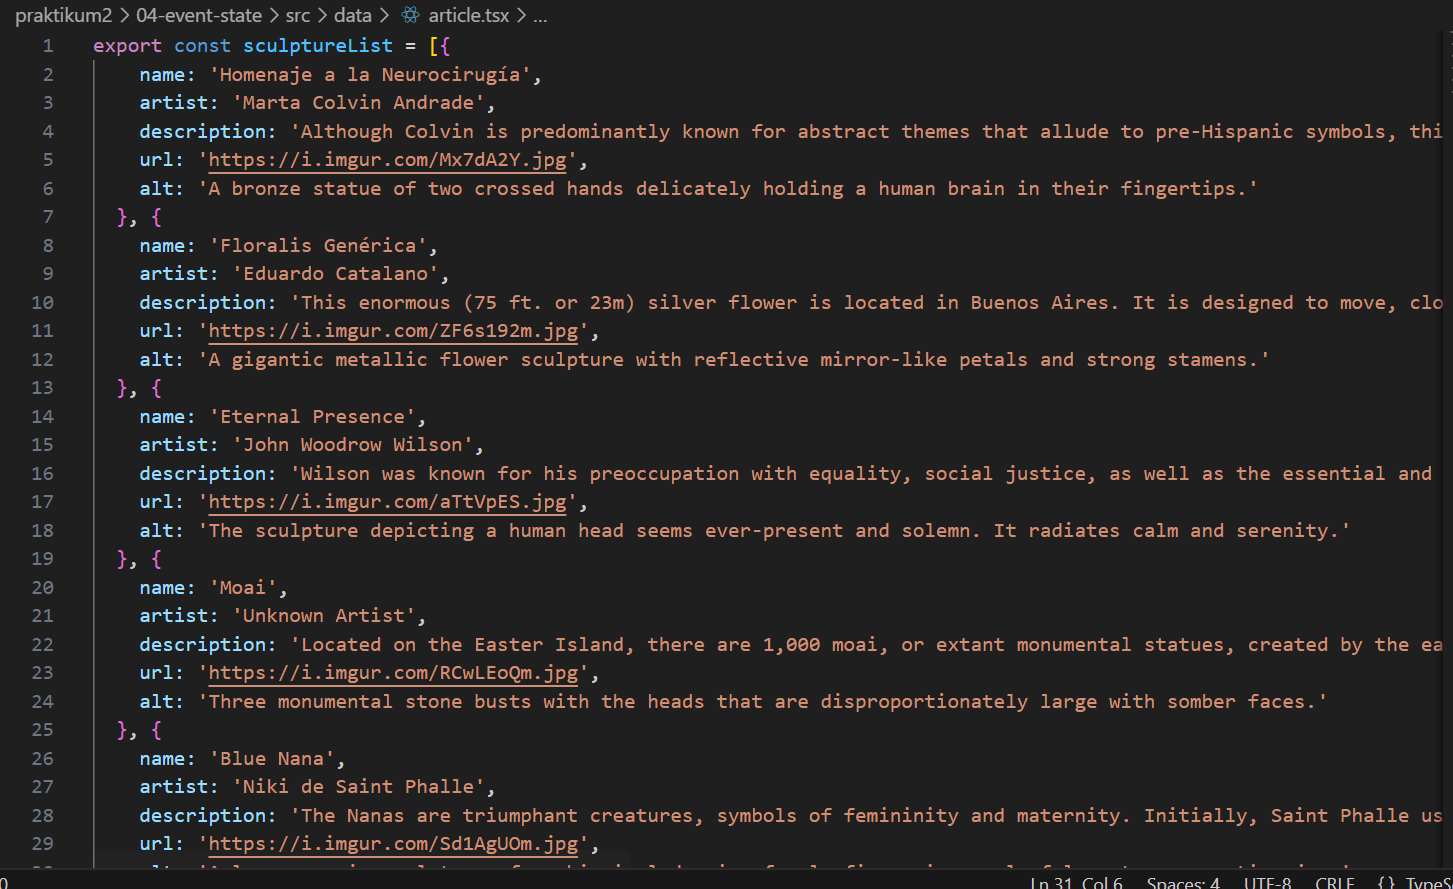 praktikum2 > 04-event-state > src > data > article.tsx > ...
1 export const sculptureList = [{
2 name: 'Homenaje a la Neurocirugía',
3 artist: 'Marta Colvin Andrade',
4 description: 'Although Colvin is predominantly known for abstract themes that allude to pre-Hispanic symbols, thi
5 url: 'https://i.imgur.com/Mx7dA2Y.jpg',
6 alt: 'A bronze statue of two crossed hands delicately holding a human brain in their fingertips.'
7 }, {
8 name: 'Floralis Genérica',
9 artist: 'Eduardo Catalano',
10 description: 'This enormous (75 ft. or 23m) silver flower is located in Buenos Aires. It is designed to move, clo
11 url: 'https://i.imgur.com/ZF6s192m.jpg',
12 alt: 'A gigantic metallic flower sculpture with reflective mirror-like petals and strong stamens.'
13 }, {
14 name: 'Eternal Presence',
15 artist: 'John Woodrow Wilson',
16 description: 'Wilson was known for his preoccupation with equality, social justice, as well as the essential and
17 url: 'https://i.imgur.com/aTtVpES.jpg',
18 alt: 'The sculpture depicting a human head seems ever-present and solemn. It radiates calm and serenity.'
19 }, {
20 name: 'Moai',
21 artist: 'Unknown Artist',
22 description: 'Located on the Easter Island, there are 1,000 moai, or extant monumental statues, created by the ea
23 url: 'https://i.imgur.com/RCwLEoQm.jpg',
24 alt: 'Three monumental stone busts with the heads that are disproportionately large with somber faces.'
25 }, {
26 name: 'Blue Nana',
27 artist: 'Niki de Saint Phalle',
28 description: 'The Nanas are triumphant creatures, symbols of femininity and maternity. Initially, Saint Phalle us
29 url: 'https://i.imgur.com/Sd1AgUOm.jpg',
0 Ln 31, Col 6 Spaces: 4 UTF-8 CRLF {} TypeS